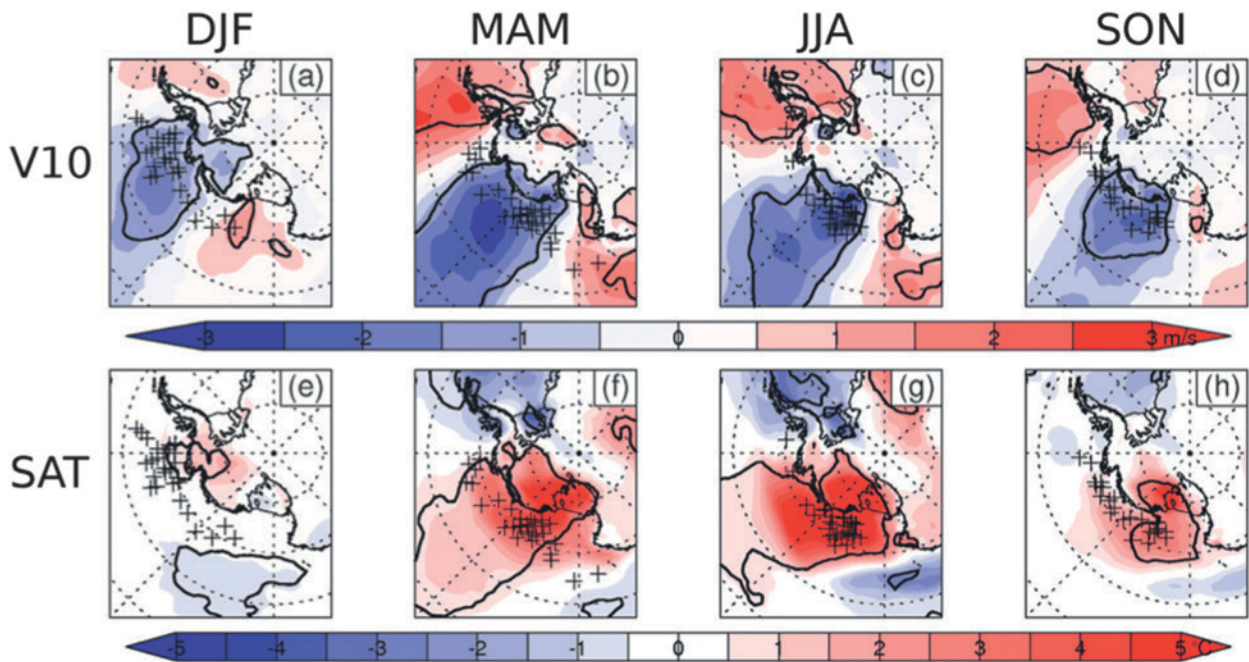 DJF MAM JJA SON
(a) (b) (c) (d)
V10
-3 -2 -1 0 1 2 3 m/s
(e) (f) (g) (h)
SAT
-5 -4 -3 -2 -1 0 1 2 3 4 5 °C